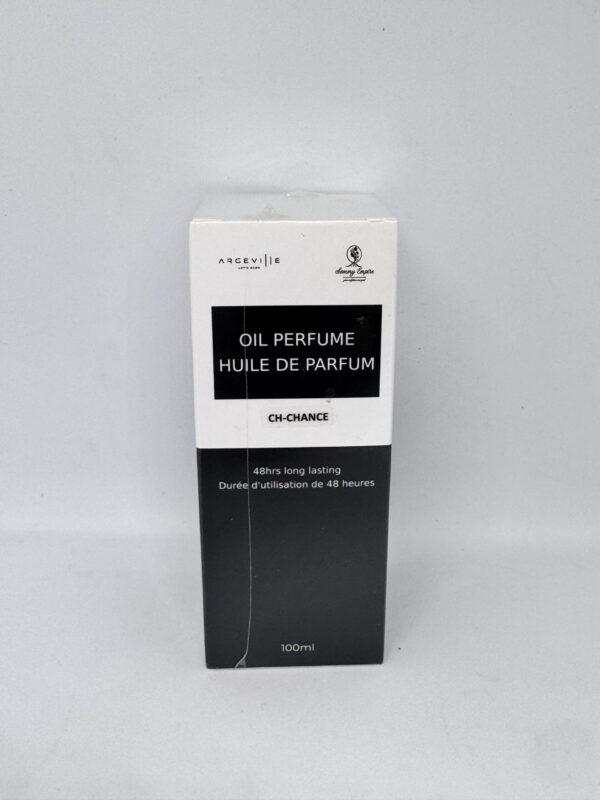 ARGEVILLE
OIL PERFUME
HUILE DE PARFUM
CH-CHANCE
48hrs long lasting
Durée d'utilisation de 48 heures
100ml